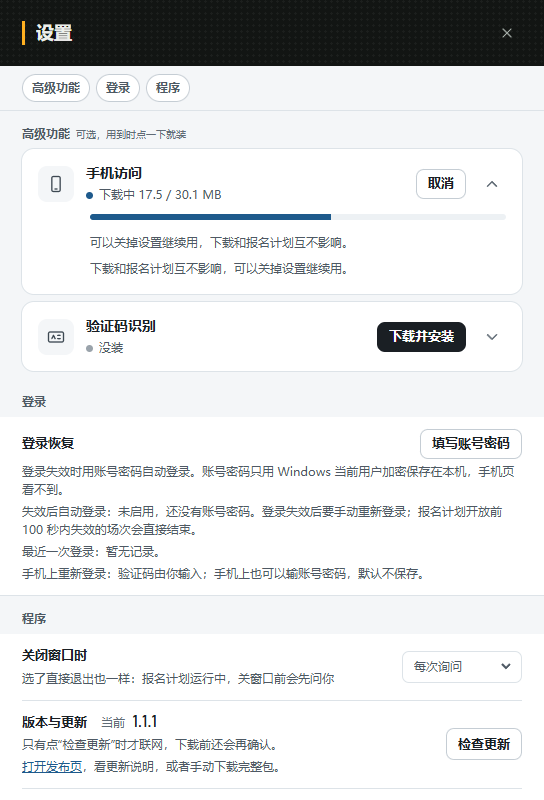 设置
高级功能 登录 程序
高级功能 可选，用到时点一下就装
手机访问
下载中 17.5 / 30.1 MB
取消
可以关掉设置继续用，下载和报名计划互不影响。
下载和报名计划互不影响，可以关掉设置继续用。
验证码识别
没装
下载并安装
登录
登录恢复
填写账号密码
登录失效时用账号密码自动登录。账号密码只用 Windows 当前用户加密保存在本机，手机页
看不到。
失效后自动登录：未启用，还没有账号密码。登录失效后要手动重新登录；报名计划开放前
100 秒内失效的场次会直接结束。
最近一次登录：暂无记录。
手机上重新登录：验证码由你输入；手机上也可以输账号密码，默认不保存。
程序
关闭窗口时
选了直接退出也一样：报名计划运行中，关窗口前会先问你
每次询问
版本与更新 当前 1.1.1
只有点“检查更新”时才联网，下载前还会再确认。
打开发布页，看更新说明，或者手动下载完整包。
检查更新